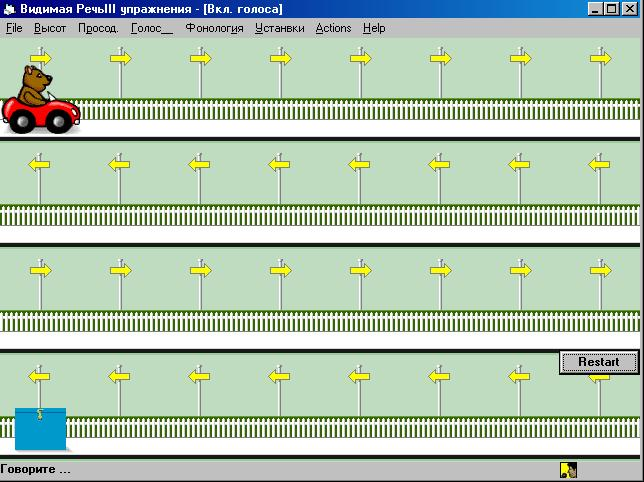 Видимая РечьIII упражнения - [Вкл. голоса]
File Высот Просод. Голос__ Фонология Устанвки Actions Help
Restart
Говорите ...